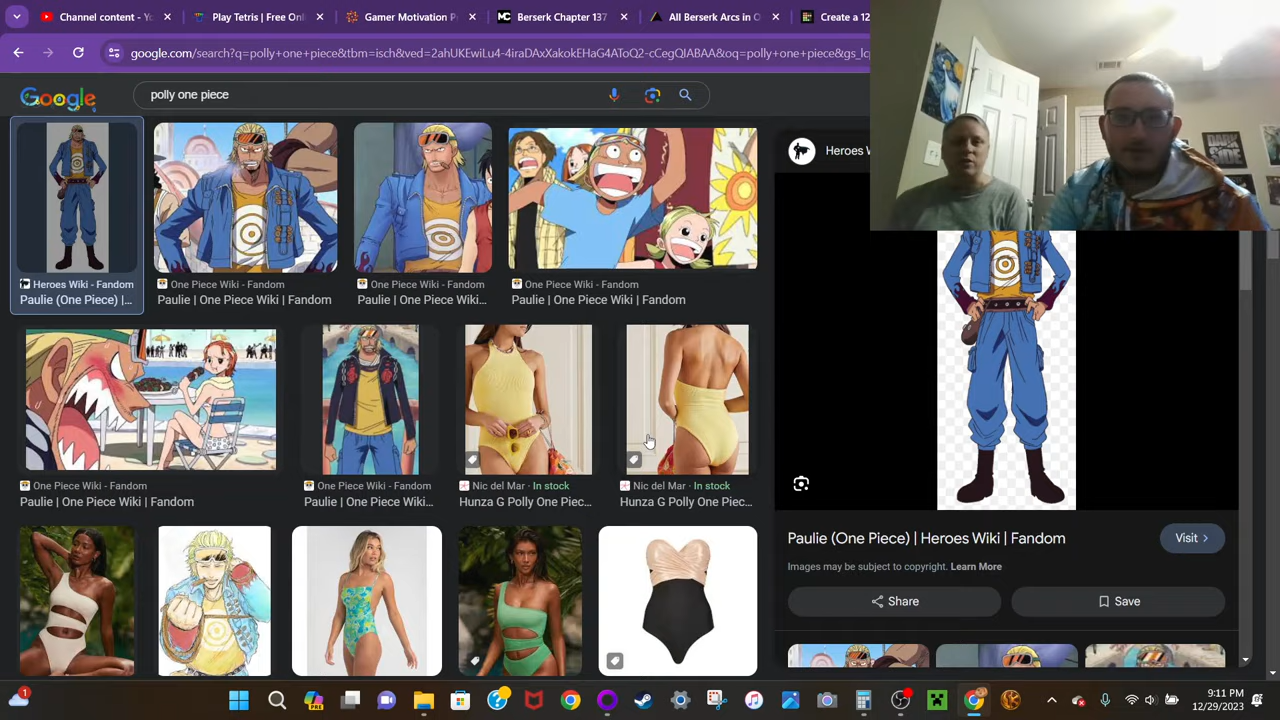 Channel content - Yo
Play Tetris | Free Onl
Gamer Motivation P
Berserk Chapter 137
All Berserk Arcs in O
Create a 12
google.com/search?q=polly+one+piece&tbm=isch&ved=2ahUKEwiLu4-4iraDAxXakokEHaG4AToQ2-cCegQIABAA&oq=polly+one+piece&gs_lc
Google
polly one piece
Heroes W
Heroes Wiki - Fandom
Paulie (One Piece) |...
One Piece Wiki - Fandom
Paulie | One Piece Wiki | Fandom
One Piece Wiki - Fandom
Paulie | One Piece Wiki...
One Piece Wiki - Fandom
Paulie | One Piece Wiki | Fandom
DARK
SIDE
One Piece Wiki - Fandom
Paulie | One Piece Wiki | Fandom
One Piece Wiki - Fandom
Paulie | One Piece Wiki...
Nic del Mar · In stock
Hunza G Polly One Piec...
Nic del Mar · In stock
Hunza G Polly One Piec...
Paulie (One Piece) | Heroes Wiki | Fandom
Visit
Images may be subject to copyright. Learn More
Share
Save
1
PRE
9:11 PM
12/29/2023